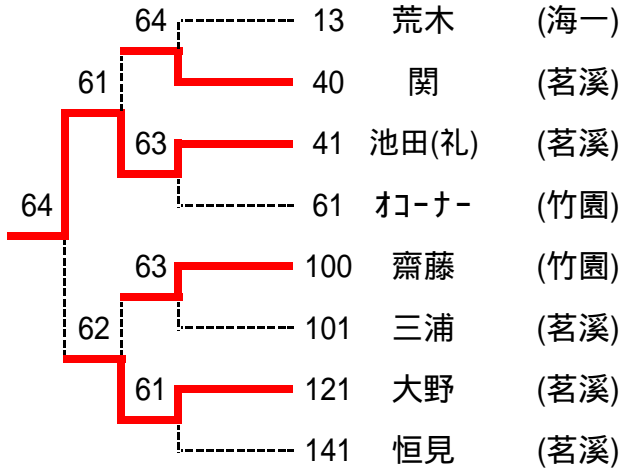 64 13 荒木 (海一)
61 40 関 (茗溪)
63 41 池田(礼) (茗溪)
64 61 ｵｺｰﾅｰ (竹園)
63 100 齋藤 (竹園)
62 101 三浦 (茗溪)
61 121 大野 (茗溪)
141 恒見 (茗溪)